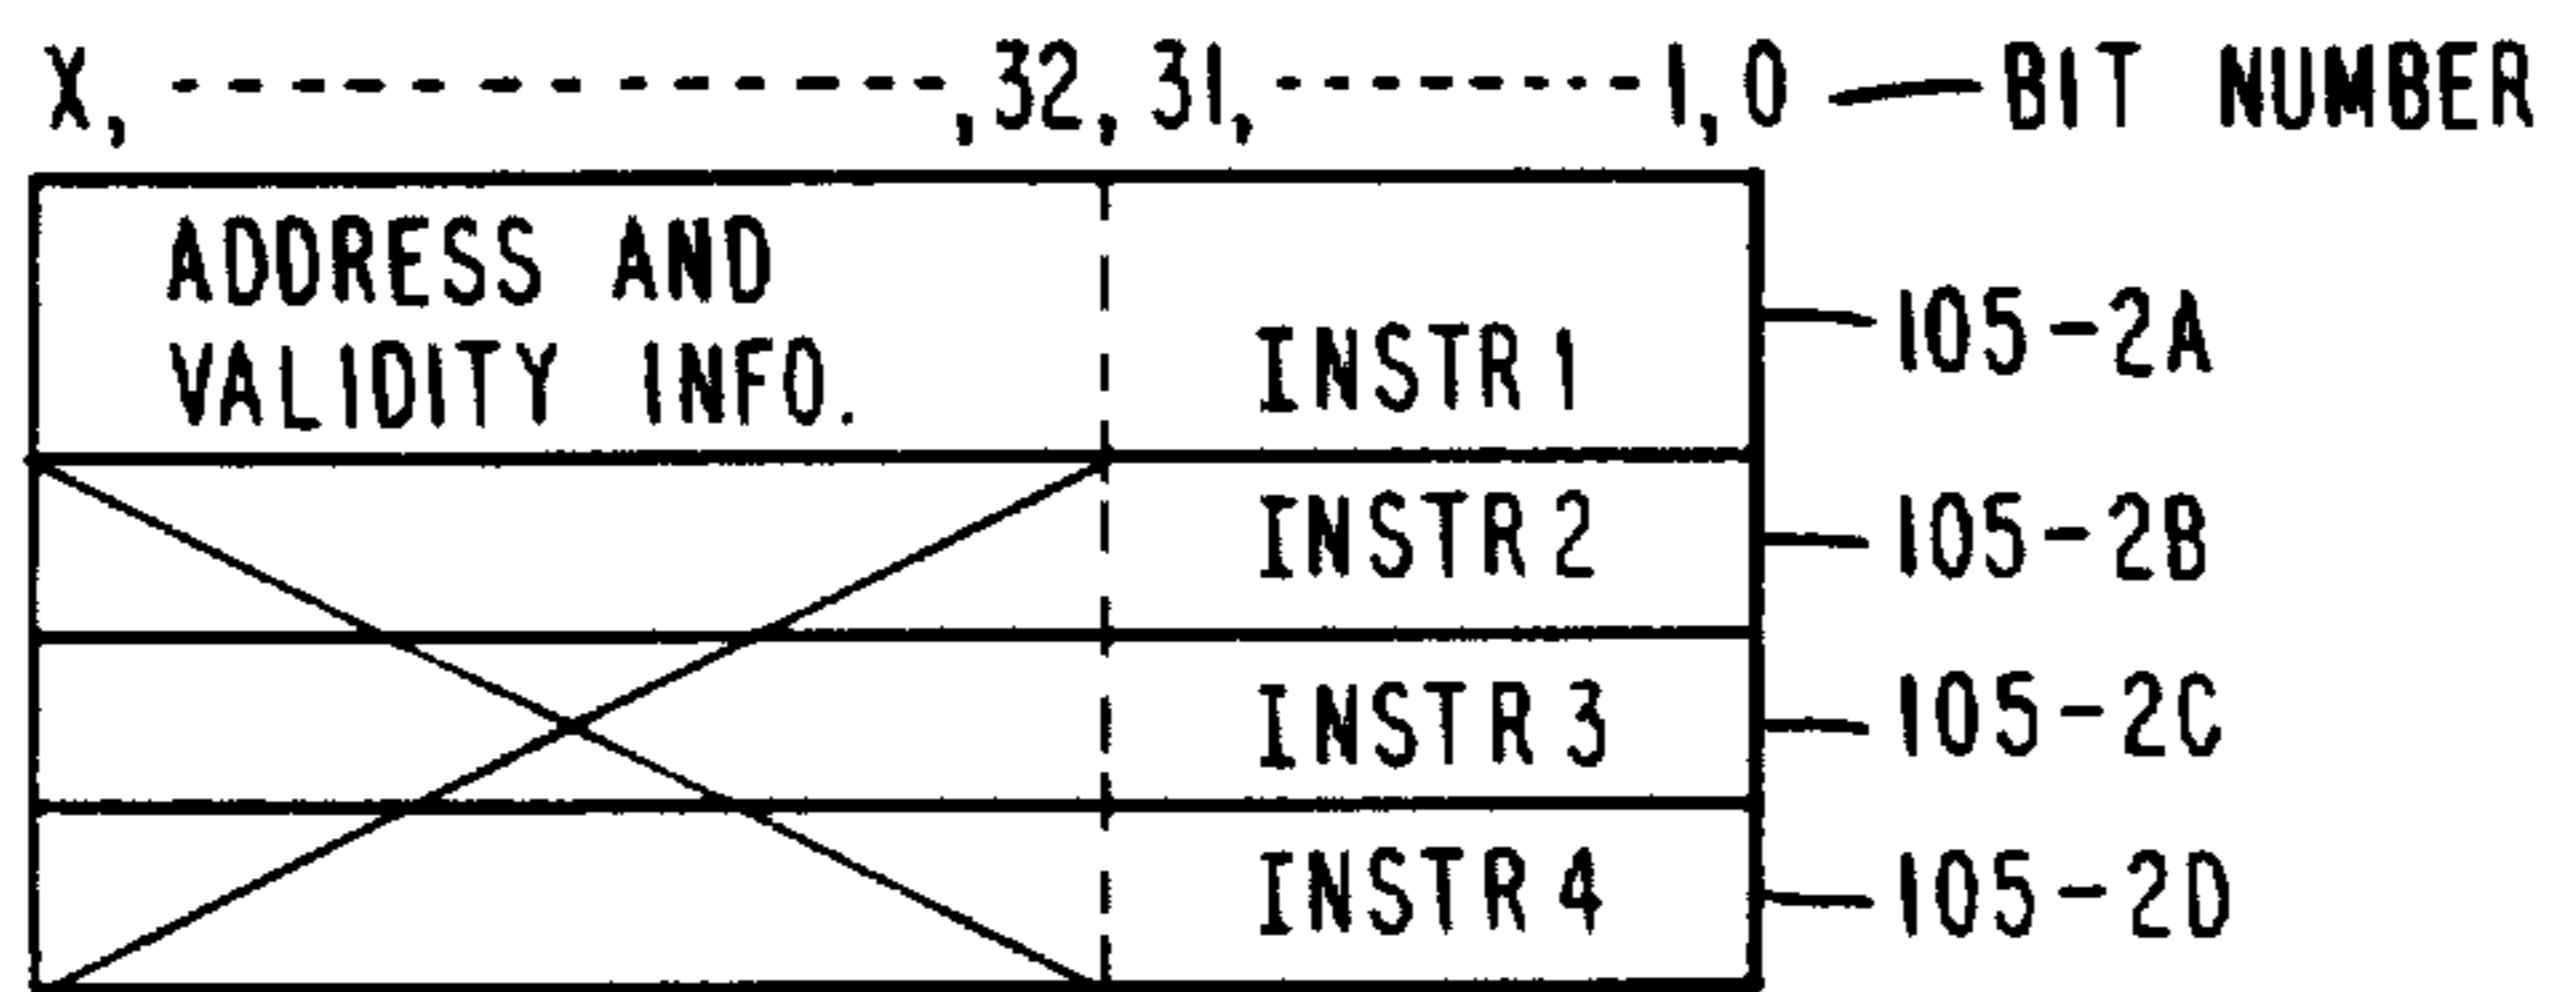 X, - - - - - - - - - - - - - - ,32, 31, - - - - - - - - 1, 0 — BIT NUMBER
ADDRESS AND
VALIDITY INFO.
INSTR 1
105-2A
INSTR 2
105-2B
INSTR 3
105-2C
INSTR 4
105-2D